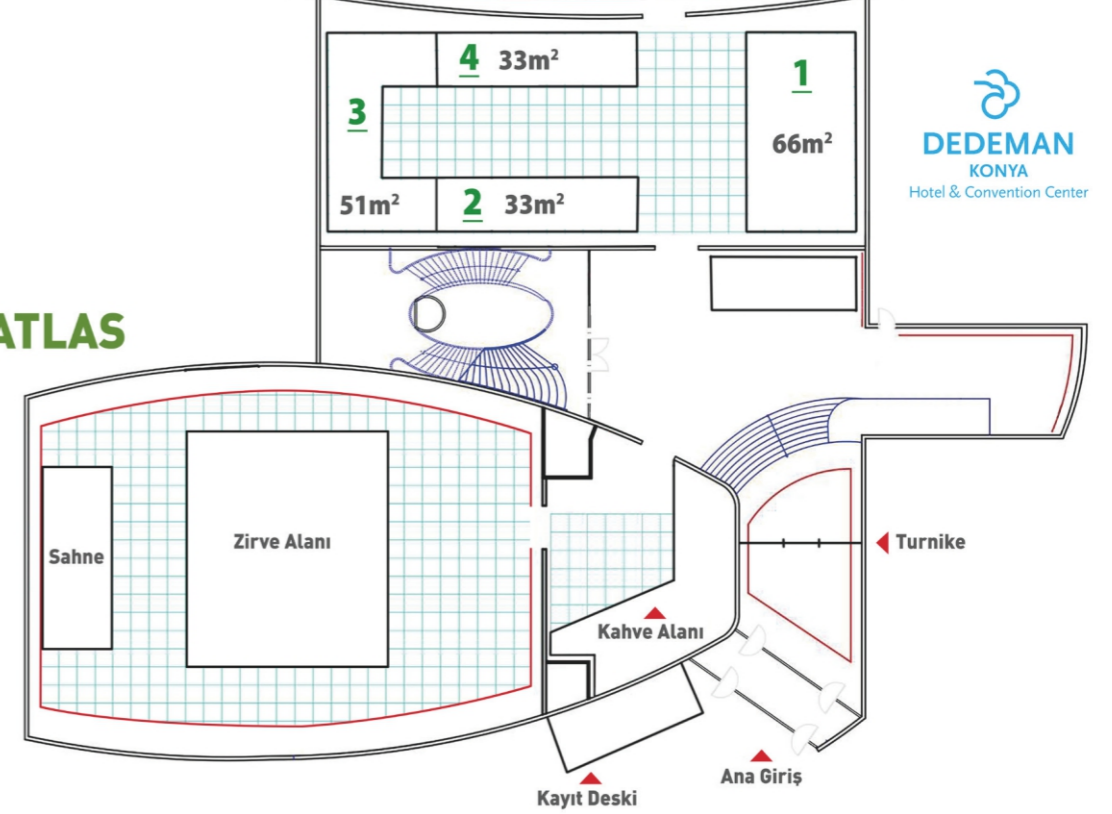 4 33m²
1
3
66m²
51m²
2 33m²
DEDEMAN
KONYA
Hotel & Convention Center
ATLAS
Sahne
Zirve Alanı
Turnike
Kahve Alanı
Ana Giriş
Kayıt Deski